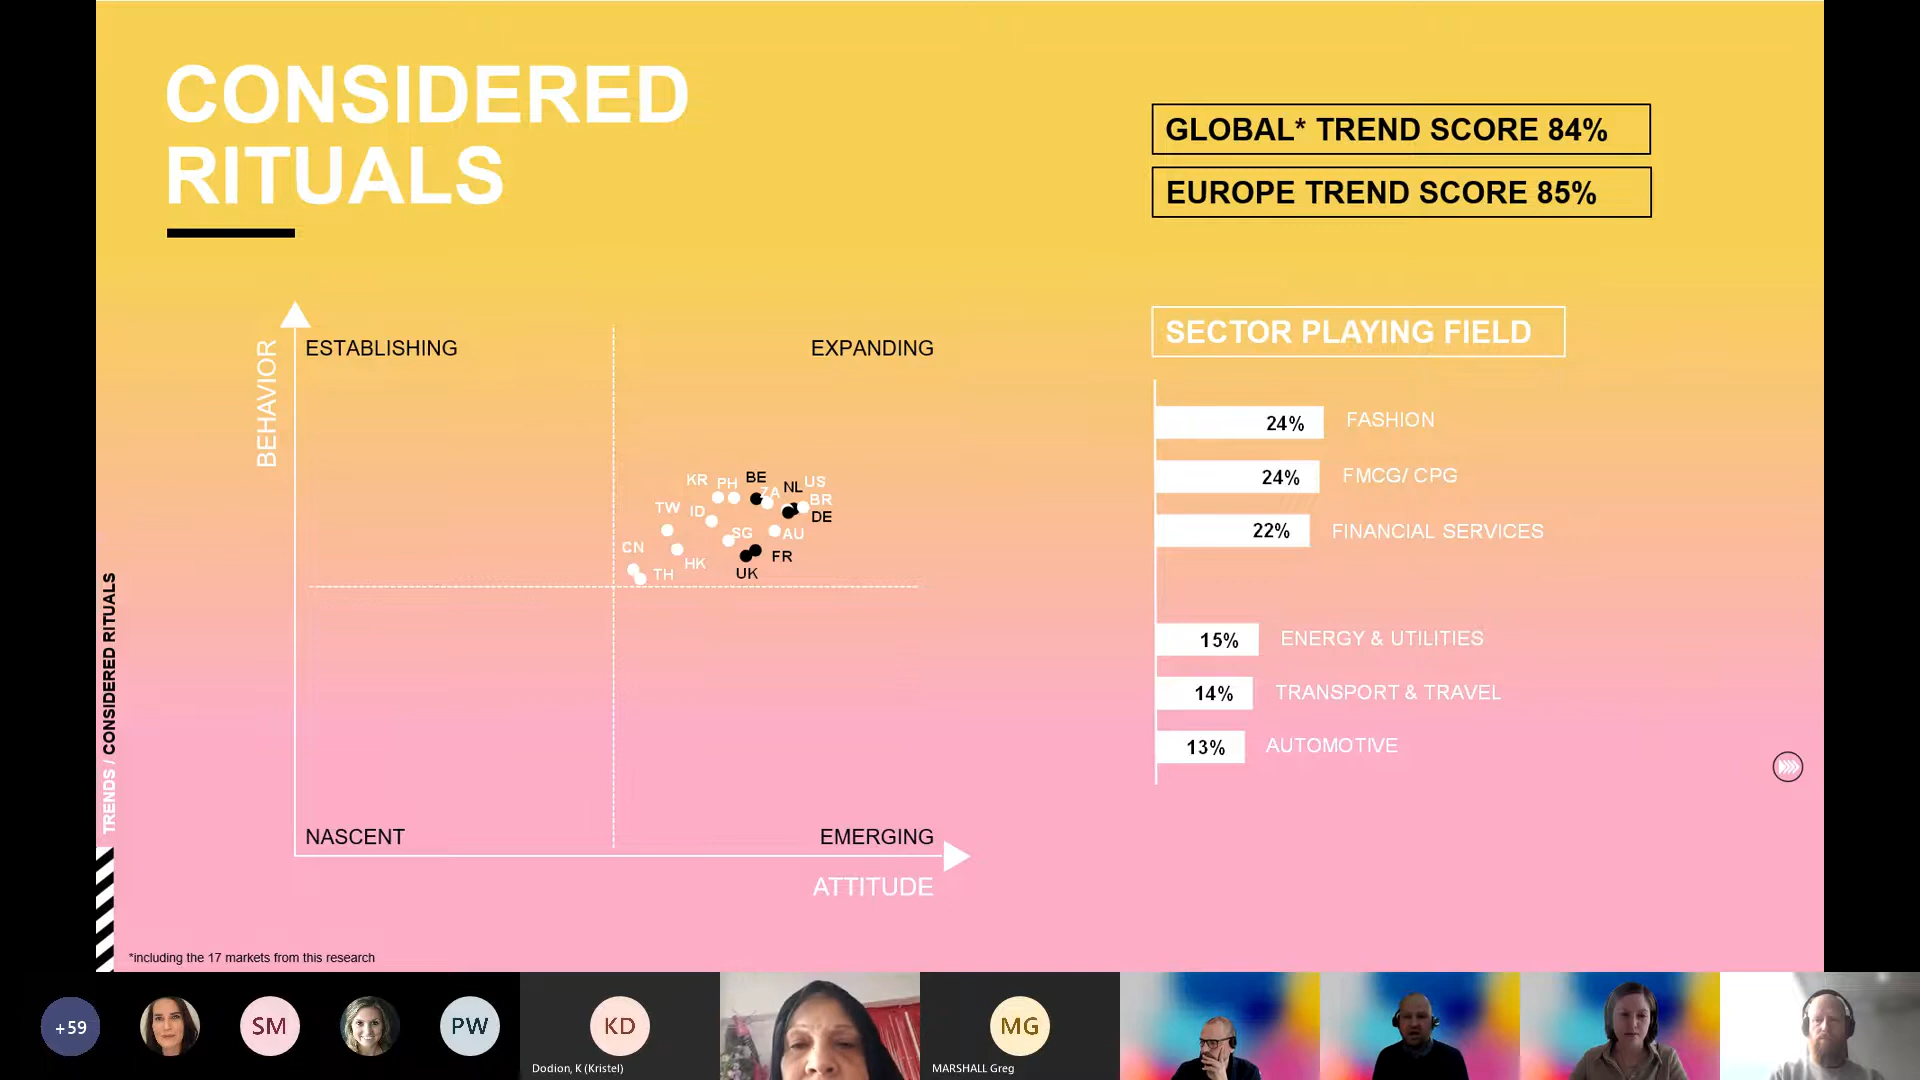 CONSIDERED
RITUALS
GLOBAL* TREND SCORE 84%
EUROPE TREND SCORE 85%
BEHAVIOR
ESTABLISHING
EXPANDING
KR
PH
BE
ZA
NL
US
BR
TW
ID
DE
SG
AU
CN
HK
FR
TH
UK
NASCENT
EMERGING
ATTITUDE
SECTOR PLAYING FIELD
24% FASHION
24% FMCG/ CPG
22% FINANCIAL SERVICES
15% ENERGY & UTILITIES
14% TRANSPORT & TRAVEL
13% AUTOMOTIVE
TRENDS / CONSIDERED RITUALS
*including the 17 markets from this research
+59
SM
PW
KD
Dodion, K (Kristel)
MG
MARSHALL Greg